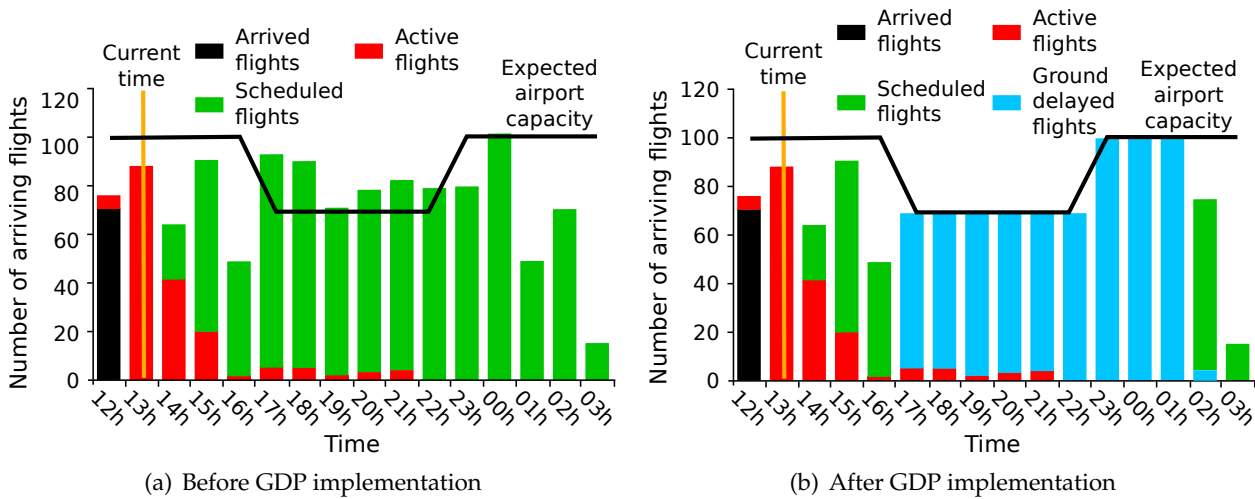 Arrived
flights
Active
flights
Current
time
Scheduled
flights
Expected
airport
capacity
Number of arriving flights
120
100
80
60
40
20
0
12h
13h
14h
15h
16h
17h
18h
19h
20h
21h
22h
23h
00h
01h
02h
03h
Time
(a) Before GDP implementation
Arrived
flights
Active
flights
Current
time
Scheduled
flights
Ground
delayed
flights
Expected
airport
capacity
Number of arriving flights
120
100
80
60
40
20
0
12h
13h
14h
15h
16h
17h
18h
19h
20h
21h
22h
23h
00h
01h
02h
03h
Time
(b) After GDP implementation